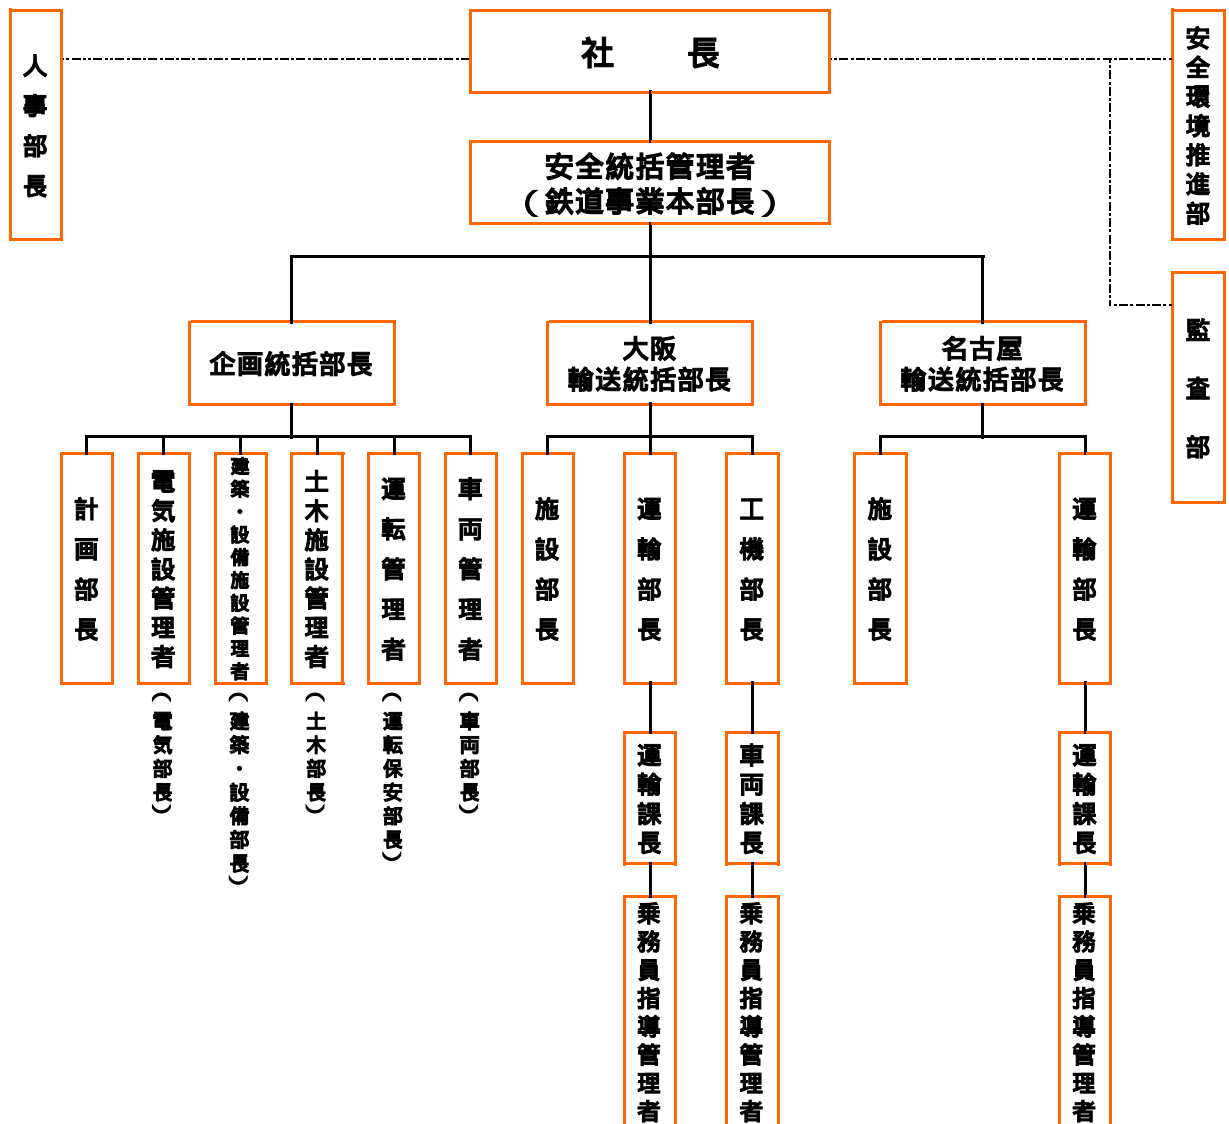 社　長
人事部長
安全環境推進部
安全統括管理者
（鉄道事業本部長）
監査部
企画統括部長
大阪
輸送統括部長
名古屋
輸送統括部長
計画部長
電気施設管理者
（電気部長）
建築・設備施設管理者
（建築・設備部長）
土木施設管理者
（土木部長）
運転管理者
（運転保安部長）
車両管理者
（車両部長）
施設部長
運輸部長
工機部長
施設部長
運輸部長
運輸課長
車両課長
運輸課長
乗務員指導管理者
乗務員指導管理者
乗務員指導管理者